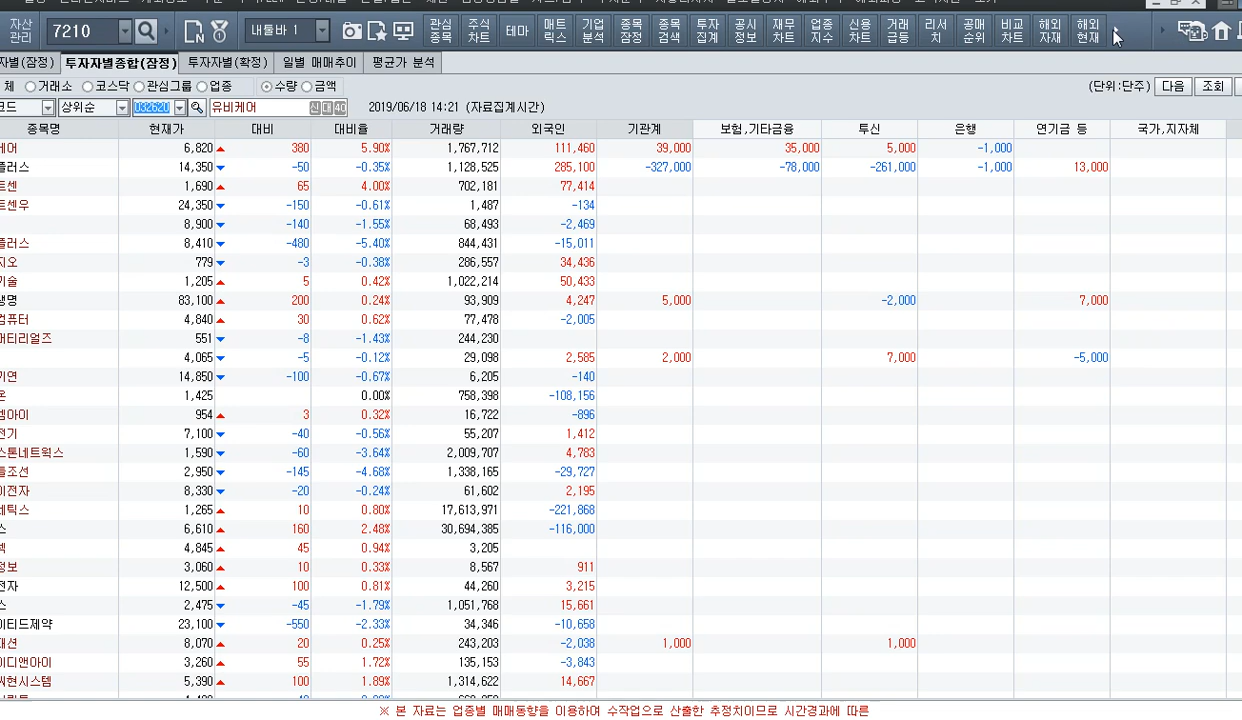 자산 관리 7210 내툴바 1 관심 종목 주식 차트 테마 매트 릭스 기업 분석 종목 잠정 종목 검색 투자 집계 공시 정보 재무 차트 업종 지수 신용 차트 거래 급등 리서 치 공매 순위 비교 차트 해외 자재 해외 현재
자별(잠정) 투자자별종합(잠정) 투자자별(확정) 일별 매매추이 평균가 분석
체 거래소 코스닥 관심그룹 업종 수량 금액 (단위:단주) 다음 조회
코드 상위순 032620 유비케어 신 대 40 2019/06/18 14:21 (자료집계시간)
종목명 현재가 대비 대비율 거래량 외국인 기관계 보험,기타금융 투신 은행 연기금 등 국가,지자체
케어 6,820 380 5.90% 1,767,712 111,460 39,000 35,000 5,000 -1,000
플러스 14,350 -50 -0.35% 1,128,525 285,100 -327,000 -78,000 -261,000 -1,000 13,000
트센 1,690 65 4.00% 702,181 77,414
트센우 24,350 -150 -0.61% 1,487 -134
8,900 -140 -1.55% 68,493 -2,469
플러스 8,410 -480 -5.40% 844,431 -15,011
지오 779 -3 -0.38% 286,557 34,436
기술 1,205 5 0.42% 1,022,214 50,433
생명 83,100 200 0.24% 93,909 4,247 5,000 -2,000 7,000
컴퓨터 4,840 30 0.62% 77,478 -2,005
머티리얼즈 551 -8 -1.43% 244,230
4,065 -5 -0.12% 29,098 2,585 2,000 7,000 -5,000
기연 14,850 -100 -0.67% 6,205 -140
온 1,425 0.00% 758,398 -108,156
엠아이 954 3 0.32% 16,722 -896
전기 7,100 -40 -0.56% 55,207 1,412
스톤네트웍스 1,590 -60 -3.64% 2,009,707 4,783
들조선 2,950 -145 -4.68% 1,338,165 -29,727
이전자 8,330 -20 -0.24% 61,602 2,195
네틱스 1,265 10 0.80% 17,613,971 -221,868
스 6,610 160 2.48% 30,694,385 -116,000
텍 4,845 45 0.94% 3,205
정보 3,060 10 0.33% 8,567 911
전자 12,500 100 0.81% 44,260 3,215
스 2,475 -45 -1.79% 1,051,768 15,661
이티드제약 23,100 -550 -2.33% 34,346 -10,658
패션 8,070 20 0.25% 243,203 -2,038 1,000 1,000
이디앤아이 3,260 55 1.72% 135,153 -3,843
씨현시스템 5,390 100 1.89% 1,314,622 14,667
※ 본 자료는 업종별 매매동향을 이용하여 수작업으로 산출한 추정치이므로 시간경과에 따른